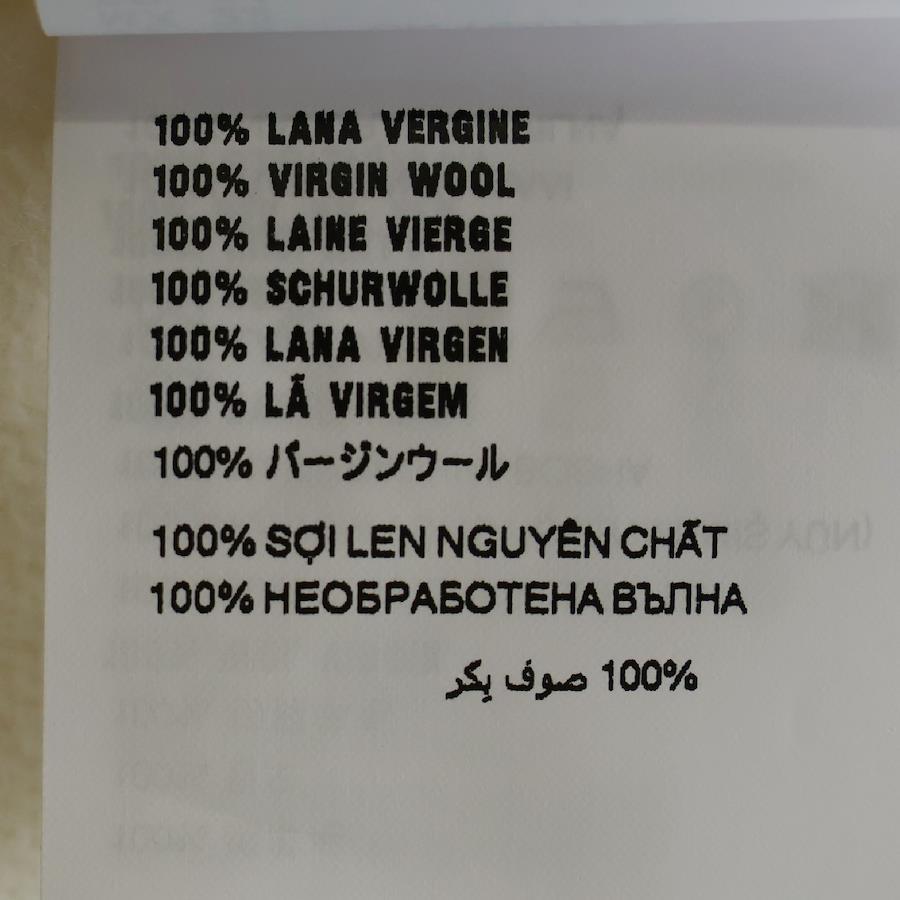 100% LANA VERGINE
100% VIRGIN WOOL
100% LAINE VIERGE
100% SCHURWOLLE
100% LANA VIRGEN
100% LÃ VIRGEM
100% バージンウール
100% SỢI LEN NGUYÊN CHẤT
100% НЕОБРАБОТЕНА ВЪЛНА
100% صوف بِكر